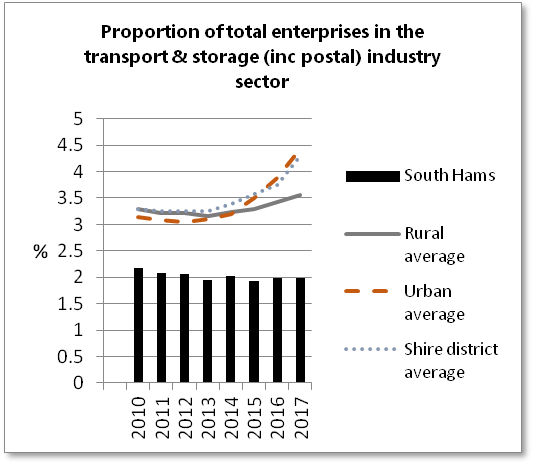 Proportion of total enterprises in the
transport & storage (inc postal) industry
sector
5
4.5
4
3.5
3
2.5
2
1.5
1
0.5
0
%
2010
2011
2012
2013
2014
2015
2016
2017
South Hams
Rural
average
Urban
average
Shire district
average